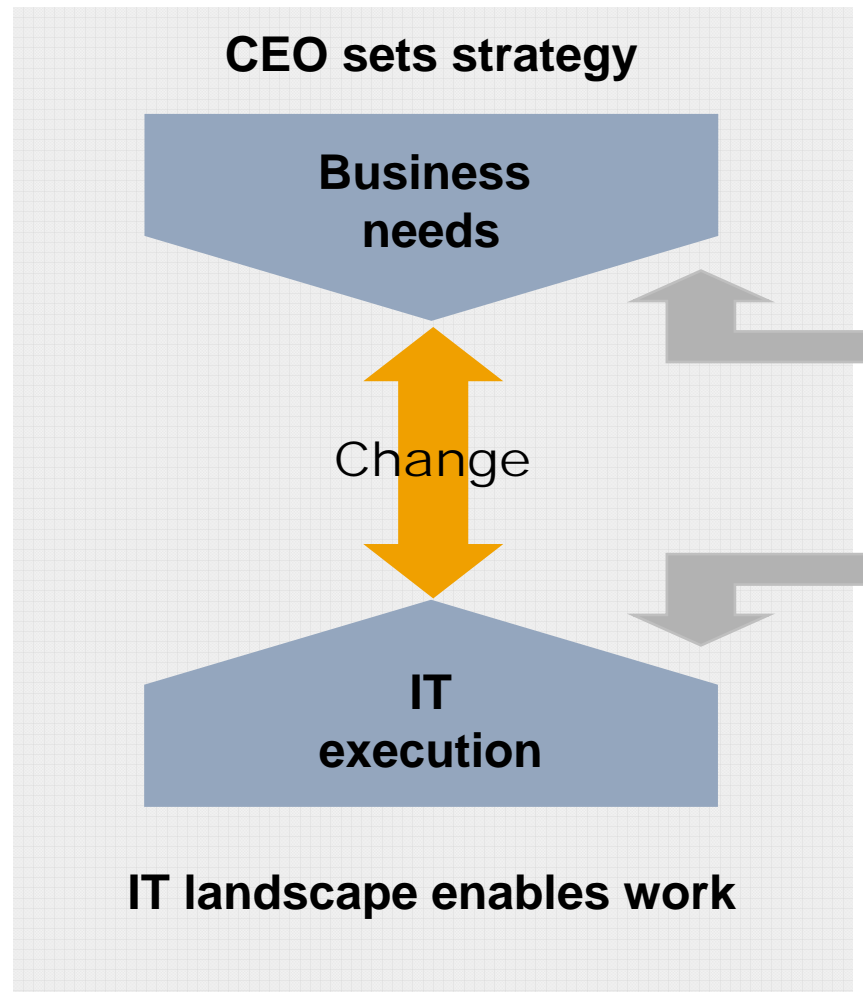 CEO sets strategy
Business
needs
Change
IT
execution
IT landscape enables work